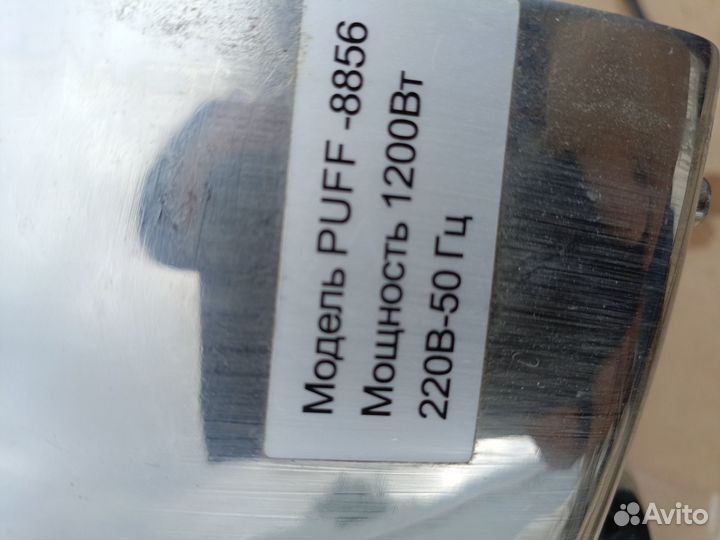 Модель PUFF -8856
Мощность 1200Вт
220В-50 Гц
Avito